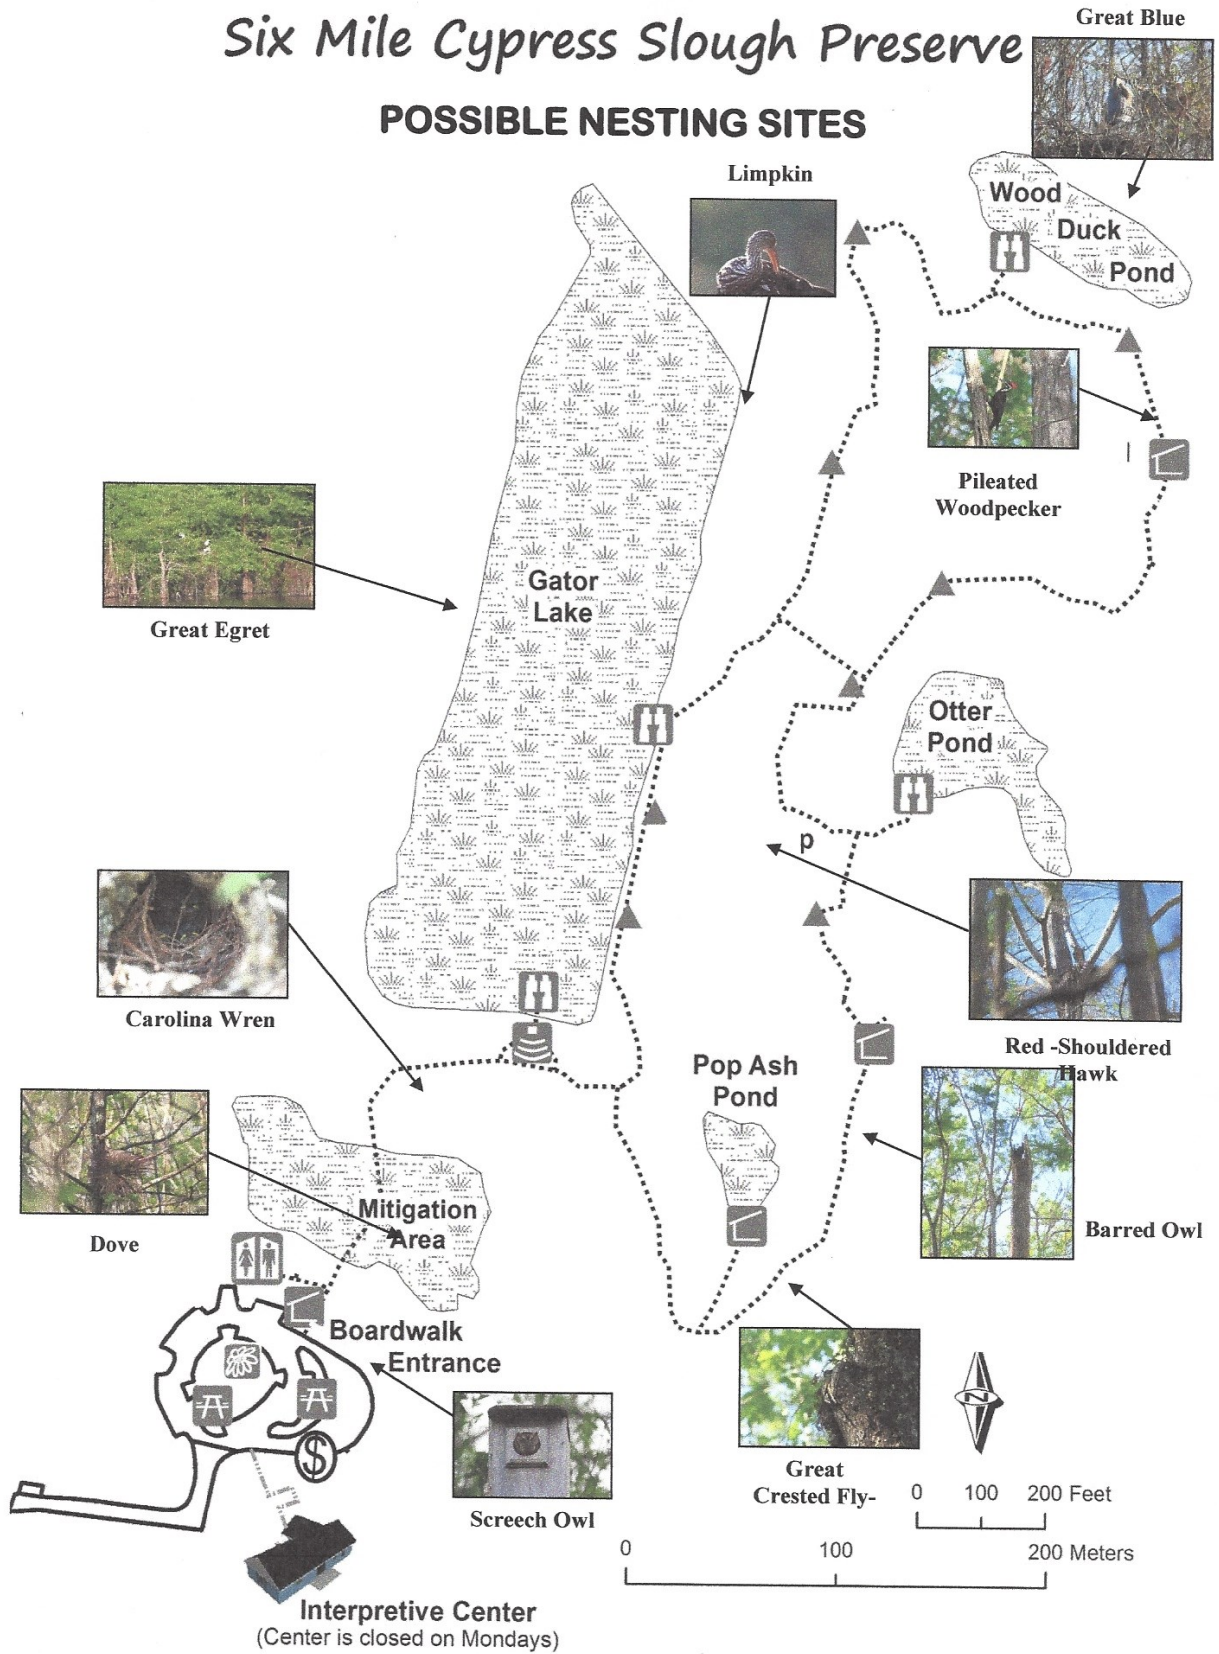 Six Mile Cypress Slough Preserve
POSSIBLE NESTING SITES
Great Blue
Limpkin
Wood
Duck
Pond
Pileated
Woodpecker
Gator
Lake
Great Egret
Otter
Pond
p
Carolina Wren
Red -Shouldered
Hawk
Pop Ash
Pond
Dove
Mitigation
Area
Barred Owl
Boardwalk
Entrance
$
Screech Owl
Great
Crested Fly-
N
0 100 200 Feet
0 100 200 Meters
Interpretive Center
(Center is closed on Mondays)